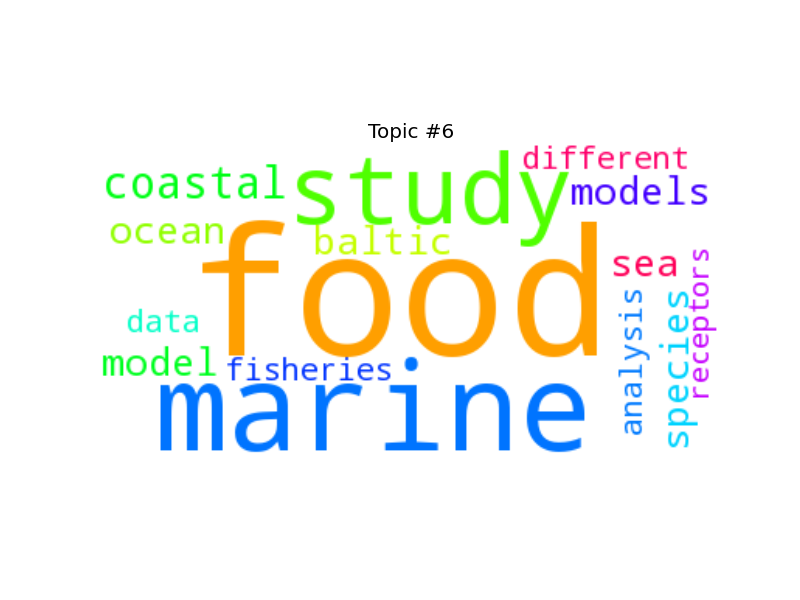 Topic #6
different
coastal
study
models
ocean
baltic
food
sea
receptors
data
analysis
species
model
fisheries
marine